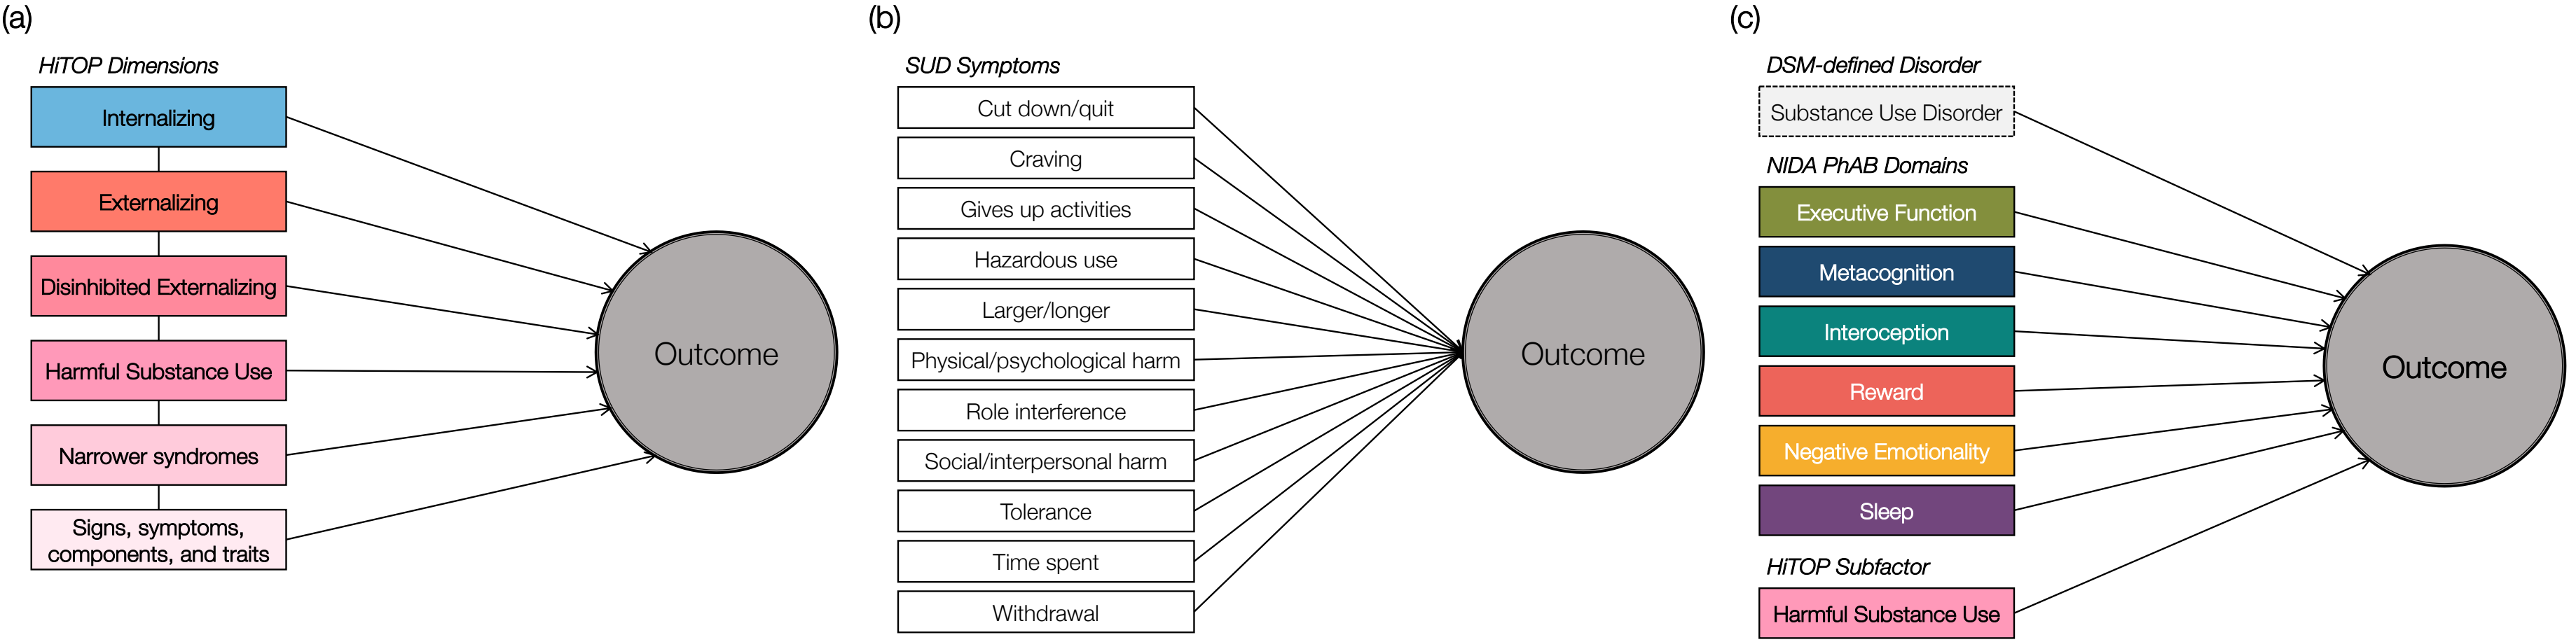 (a)
HiTOP Dimensions
Internalizing
Externalizing
Disinhibited Externalizing
Harmful Substance Use
Narrower syndromes
Signs, symptoms,
components, and traits
Outcome
(b)
SUD Symptoms
Cut down/quit
Craving
Gives up activities
Hazardous use
Larger/longer
Physical/psychological harm
Role interference
Social/interpersonal harm
Tolerance
Time spent
Withdrawal
Outcome
(c)
DSM-defined Disorder
Substance Use Disorder
NIDA PhAB Domains
Executive Function
Metacognition
Interoception
Reward
Negative Emotionality
Sleep
HiTOP Subfactor
Harmful Substance Use
Outcome